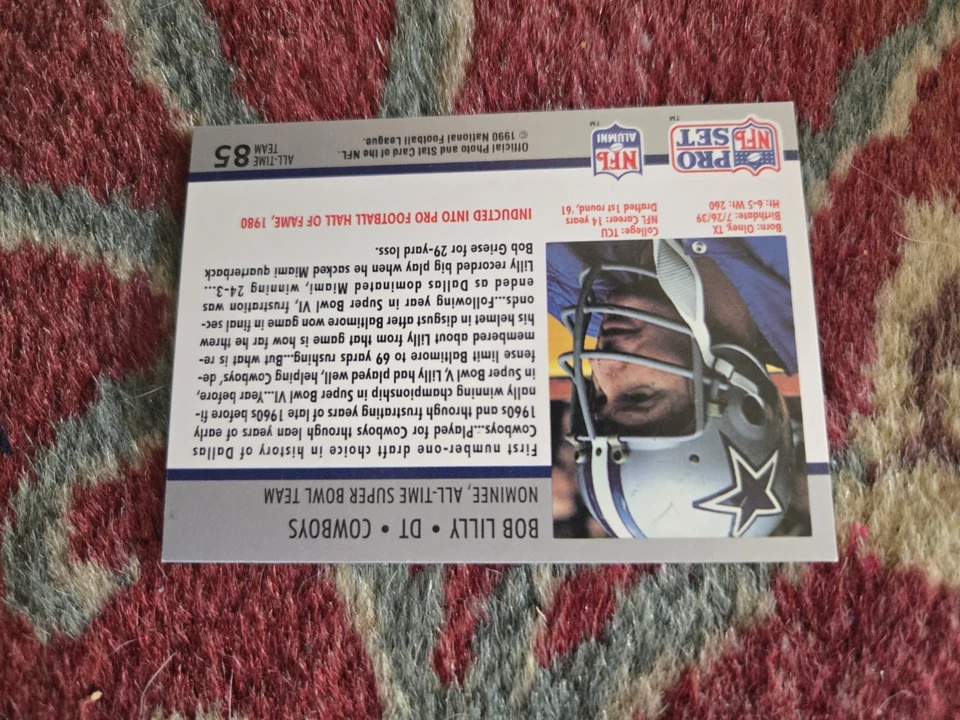 BOB LILLY • DT • COWBOYS
NOMINEE, ALL-TIME SUPER BOWL TEAM
First number-one draft choice in history of Dallas
Cowboys...Played for Cowboys through lean years of early
1960s and through frustrating years of late 1960s before fi-
nally winning championship in Super Bowl VI...Year before,
in Super Bowl V, Lilly had played well, helping Cowboys' de-
fense limit Baltimore to 69 yards rushing...But what is re-
membered about Lilly from that game is how far he threw
his helmet in disgust after Baltimore won game in final sec-
onds...Following year in Super Bowl VI, frustration was
ended as Dallas dominated Miami, winning 24-3...
Lilly recorded big play when he sacked Miami quarterback
Bob Griese for 29-yard loss.
INDUCTED INTO PRO FOOTBALL HALL OF FAME, 1980
Born: Olney, TX
Birthdate: 7/26/39
Ht: 6-5 Wt: 260
College: TCU
NFL Career: 14 years
Drafted 1st round, '61
NFL
PRO
SET
TM
NFL
ALUMNI
TM
Official Photo and Stat Card of the NFL.
© 1990 National Football League.
ALL-TIME
TEAM
85